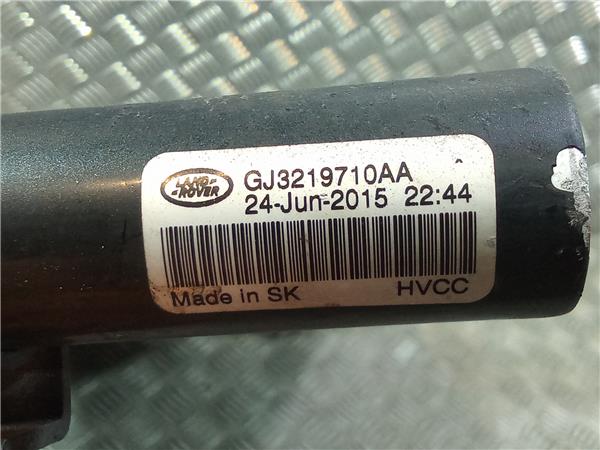 LAND-
-ROVER
GJ3219710AA
24-Jun-2015 22:44
Made in SK HVCC